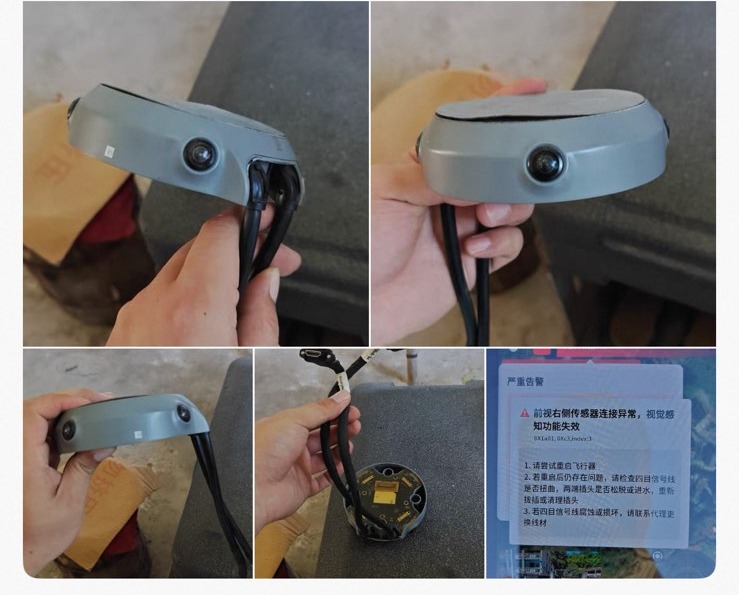 严重告警
前视右侧传感器连接异常，视觉感
知功能失效
1. 请尝试重启飞行器
2. 若重启后仍存在问题，请检查四目信号线
是否扭曲，两端插头是否松脱或进水，重新
拔插或清理插头
3. 若四目信号线腐蚀或损坏，请联系代理更
换线材